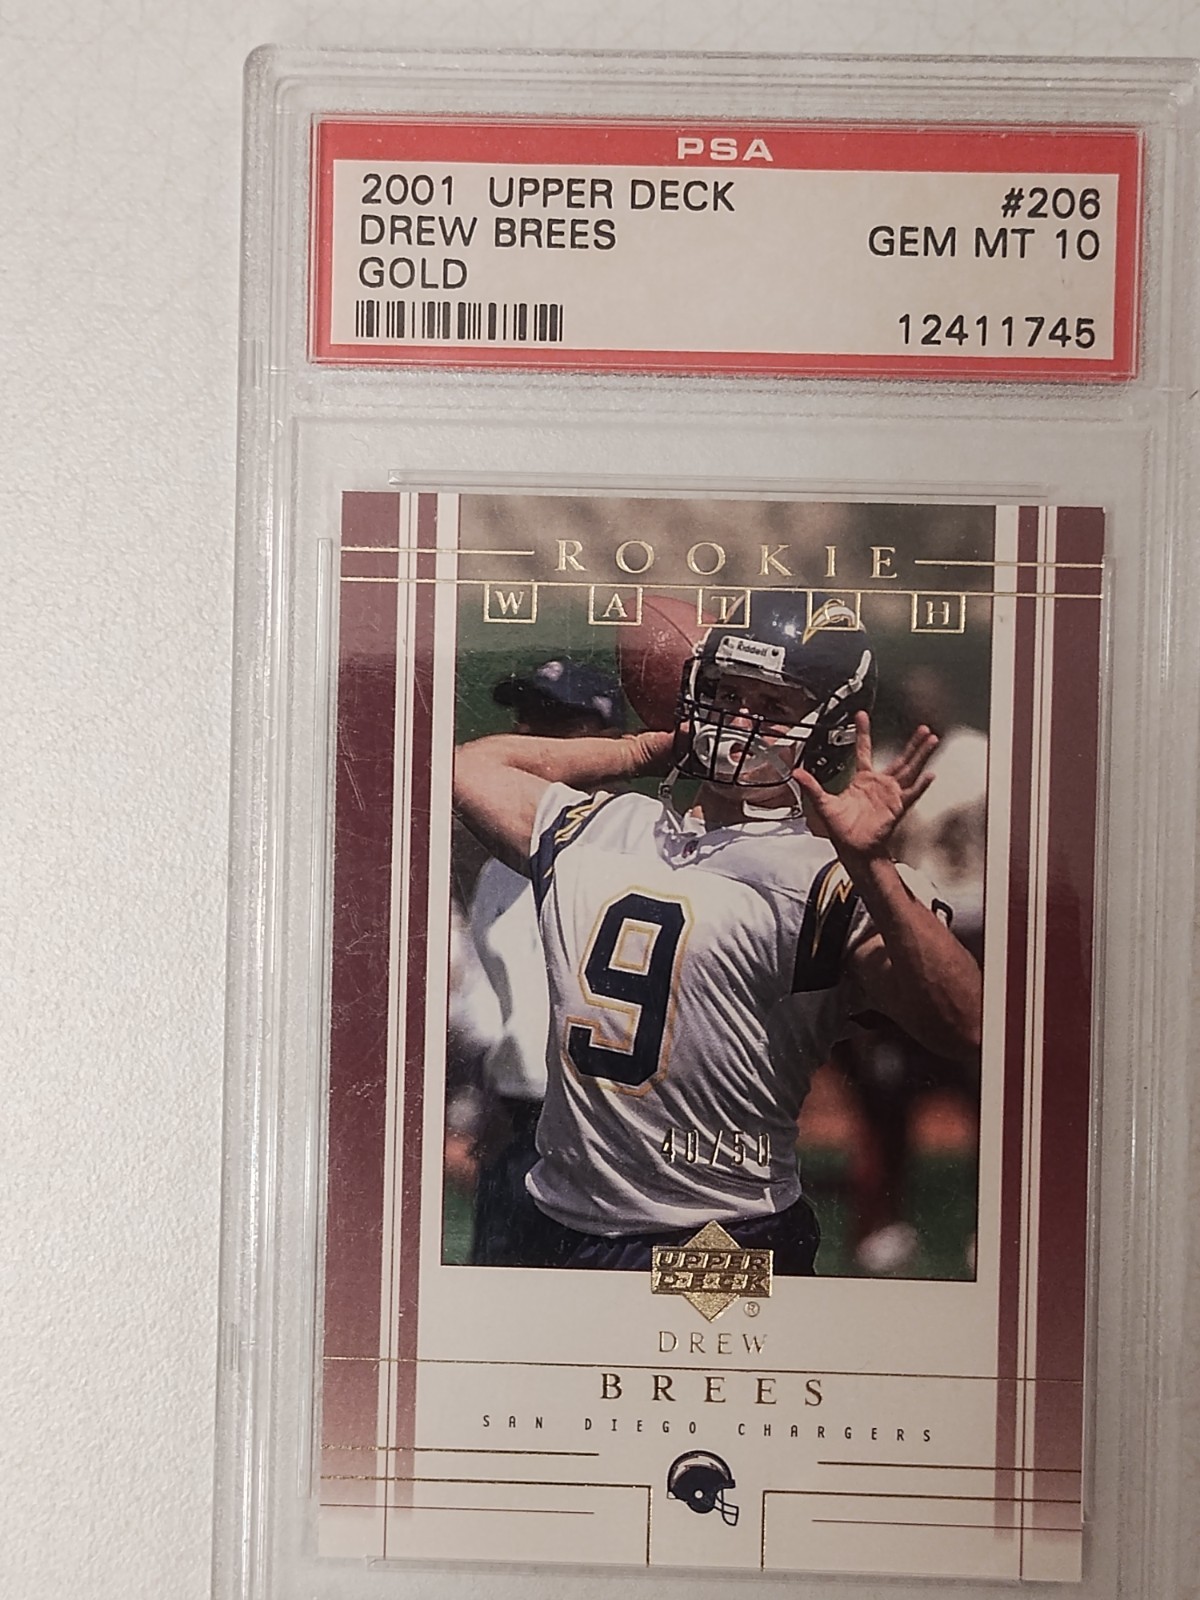 PSA
2001 UPPER DECK #206
DREW BREES GEM MT 10
GOLD
12411745
ROOKIE
WATCH
Riddell
9
40/50
UPPER
DECK
®
DREW
BREES
SAN DIEGO CHARGERS